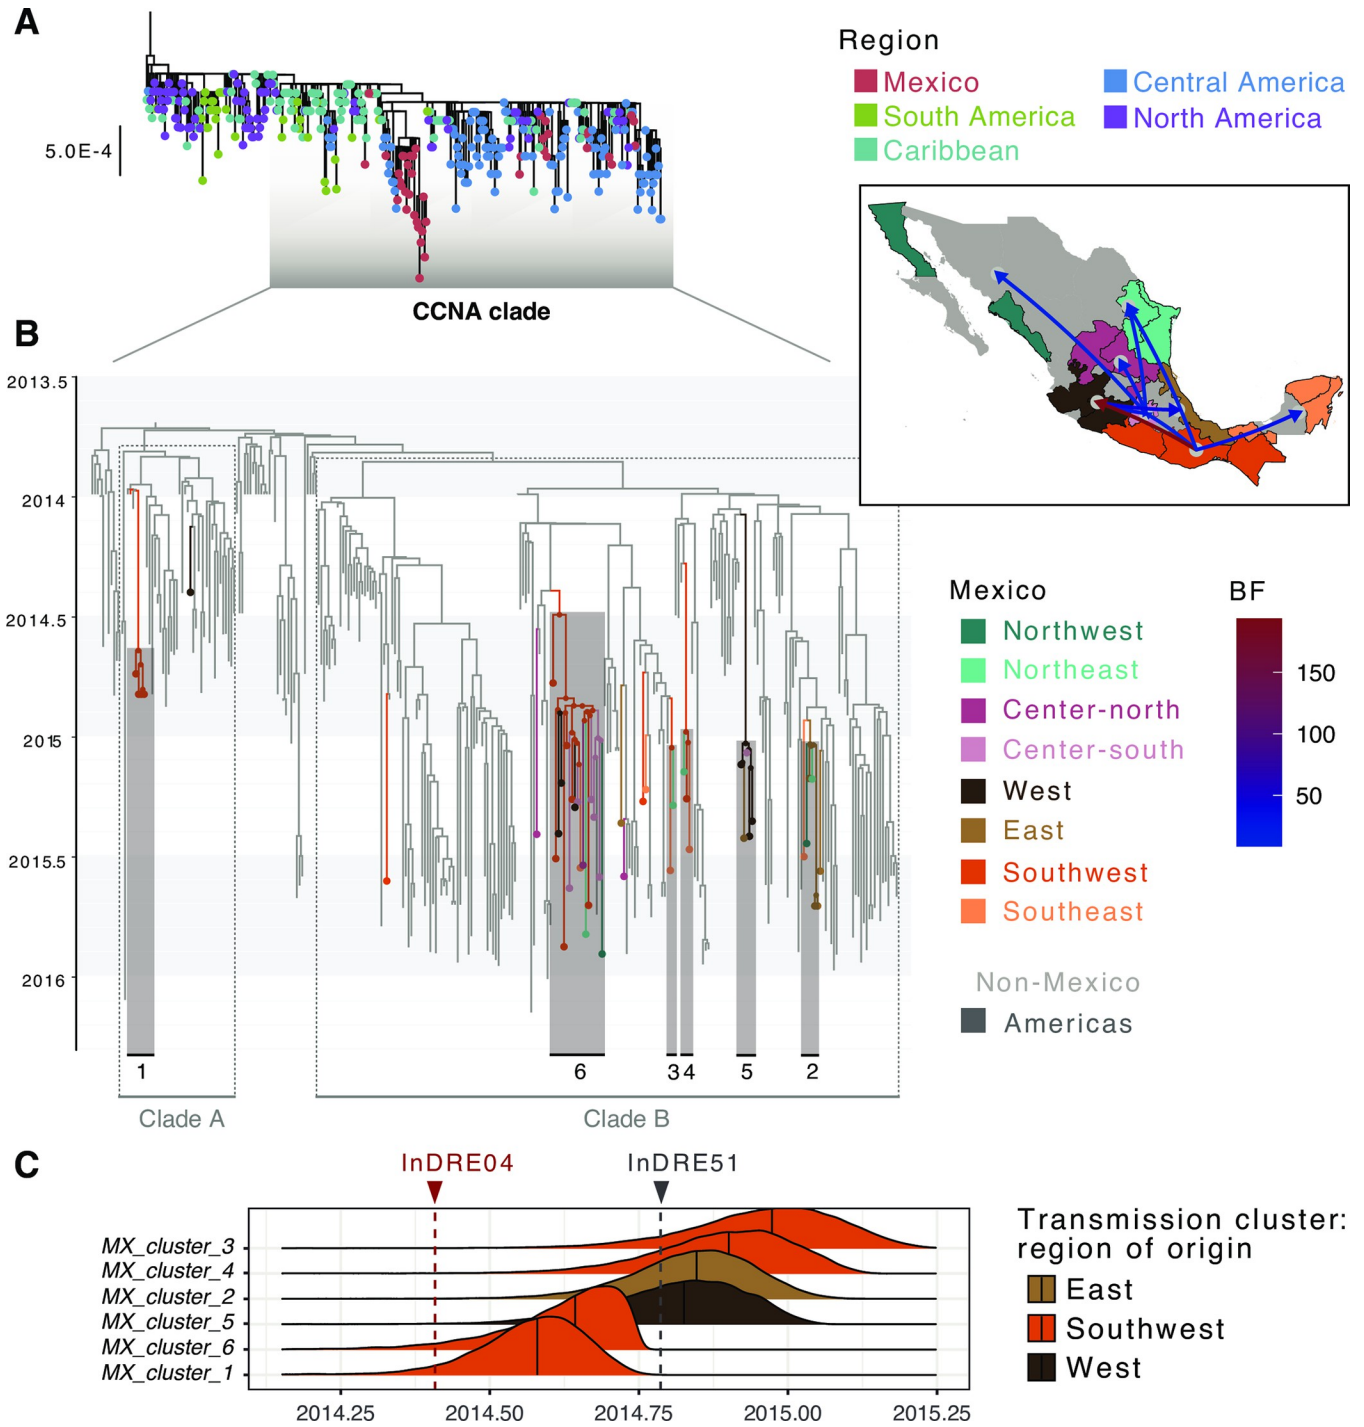 A
Region
Mexico
Central America
South America
North America
Caribbean
5.0E-4
CCNA clade
B
2013.5
2014
2014.5
2015
2015.5
2016
1
6
3 4
5
2
Clade A
Clade B
Mexico
BF
Northwest
Northeast
Center-north
Center-south
West
East
Southwest
Southeast
150
100
50
Non-Mexico
Americas
C
InDRE04
InDRE51
MX_cluster_3
MX_cluster_4
MX_cluster_2
MX_cluster_5
MX_cluster_6
MX_cluster_1
2014.25
2014.50
2014.75
2015.00
2015.25
Transmission cluster:
region of origin
East
Southwest
West